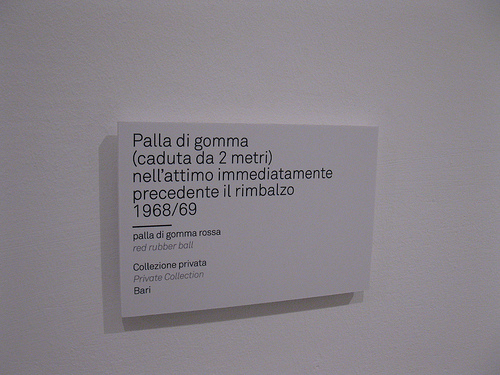 Palla di gomma
(caduta da 2 metri)
nell'attimo immediatamente
precedente il rimbalzo
1968/69
palla di gomma rossa
red rubber ball
Collezione privata
Private Collection
Bari